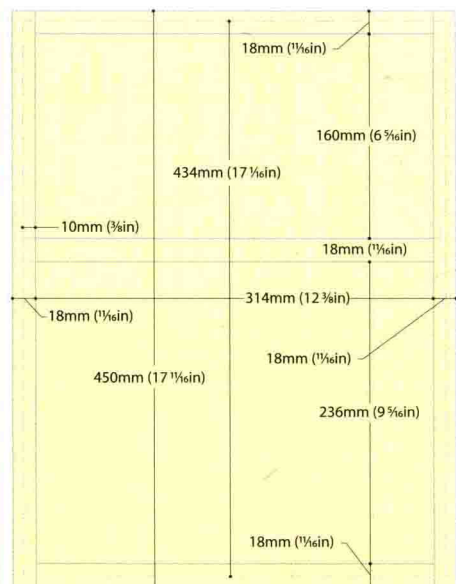 18mm (11⁄16in)
160mm (6 5⁄16in)
434mm (17 1⁄16in)
10mm (3⁄8in)
18mm (11⁄16in)
314mm (12 3⁄8in)
18mm (11⁄16in)
18mm (11⁄16in)
450mm (17 11⁄16in)
236mm (9 5⁄16in)
18mm (11⁄16in)